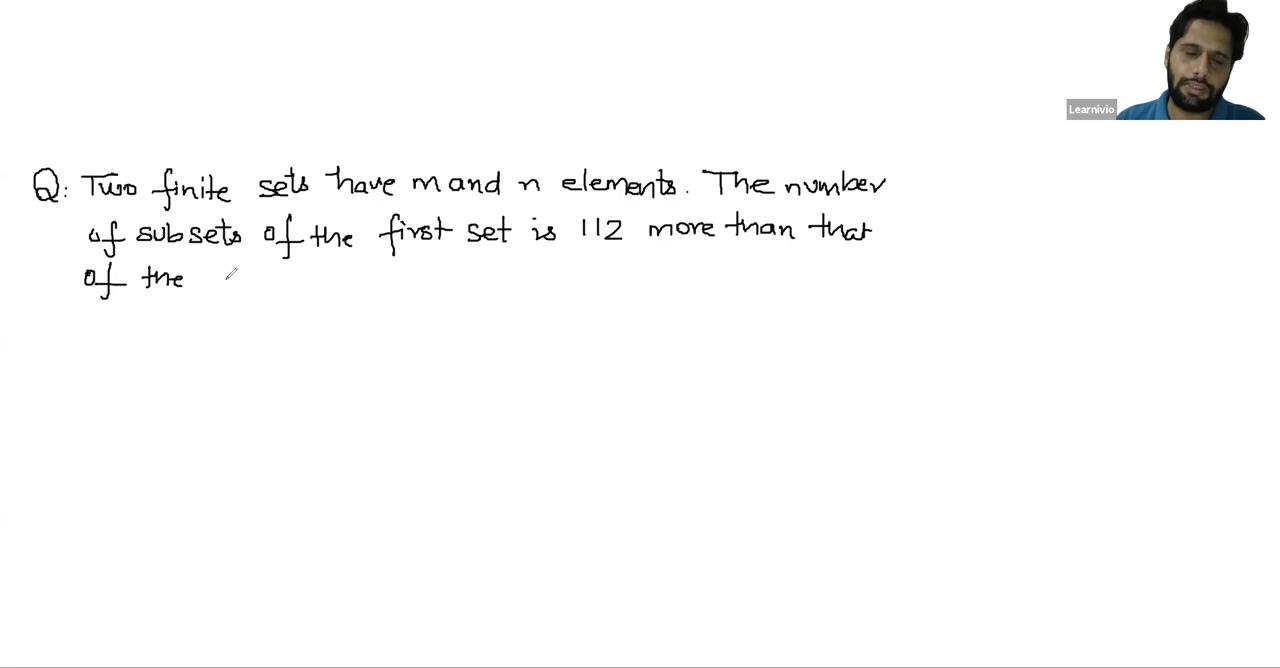 Learnivio
Q: Two finite sets have m and n elements. The number
of subsets of the first set is 112 more than that
of the